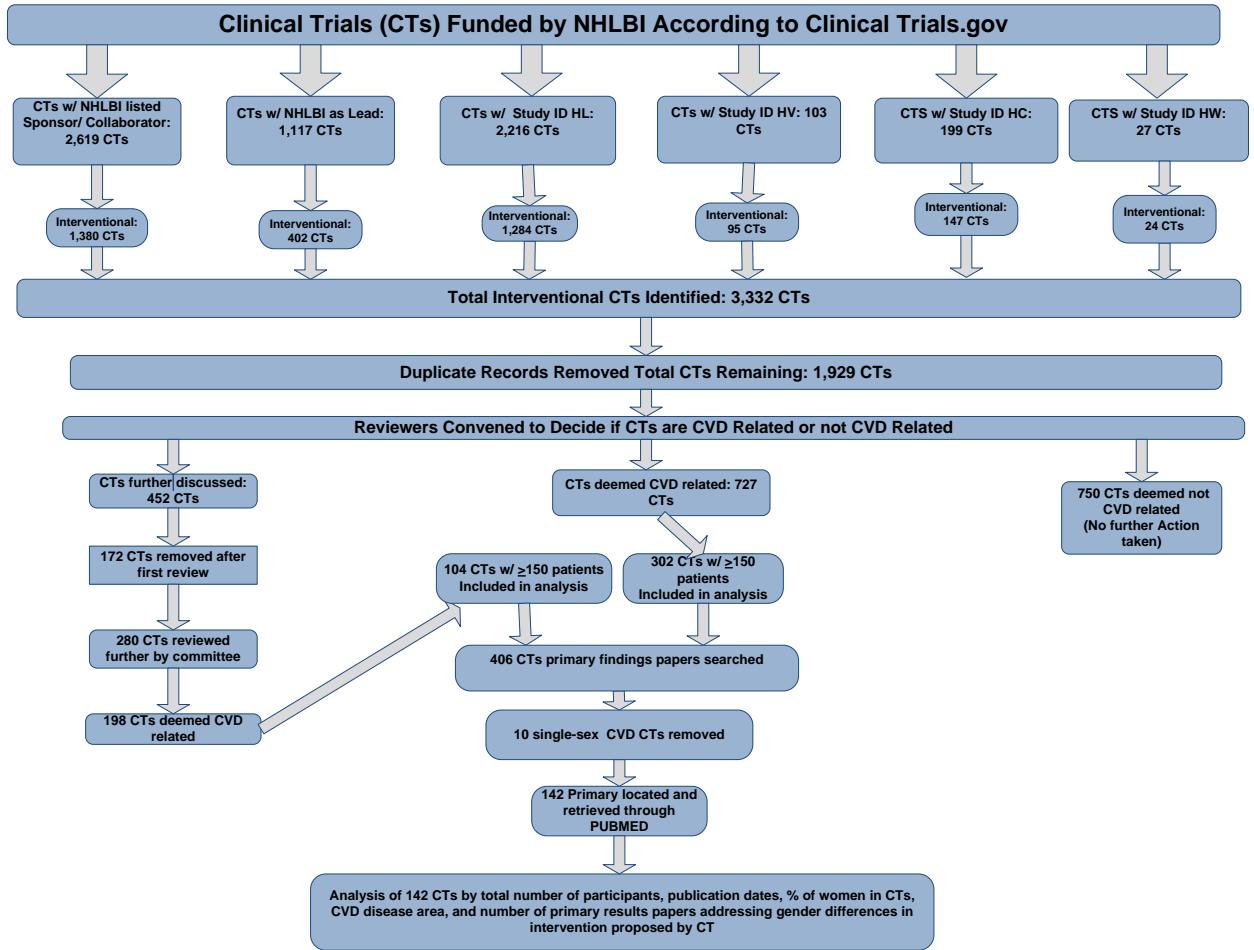 Clinical Trials (CTs) Funded by NHLBI According to Clinical Trials.gov
CTs w/ NHLBI listed
Sponsor/ Collaborator:
2,619 CTs
CTs w/ NHLBI as Lead:
1,117 CTs
CTs w/  Study ID HL:
2,216 CTs
CTs w/ Study ID HV: 103
CTs
CTS w/ Study ID HC:
199 CTs
CTS w/ Study ID HW:
27 CTs
Interventional:
1,380 CTs
Interventional:
402 CTs
Interventional:
1,284 CTs
Interventional:
95 CTs
Interventional:
147 CTs
Interventional:
24 CTs
Total Interventional CTs Identified: 3,332 CTs
Duplicate Records Removed Total CTs Remaining: 1,929 CTs
Reviewers Convened to Decide if CTs are CVD Related or not CVD Related
CTs further discussed:
452 CTs
CTs deemed CVD related: 727
CTs
750 CTs deemed not
CVD related
(No further Action
taken)
172 CTs removed after
first review
104 CTs w/ ≥150 patients
Included in analysis
302 CTs w/ ≥150
patients
Included in analysis
280 CTs reviewed
further by committee
406 CTs primary findings papers searched
198 CTs deemed CVD
related
10 single-sex  CVD CTs removed
142 Primary located and
retrieved through
PUBMED
Analysis of 142 CTs by total number of participants, publication dates, % of women in CTs,
CVD disease area, and number of primary results papers addressing gender differences in
intervention proposed by CT